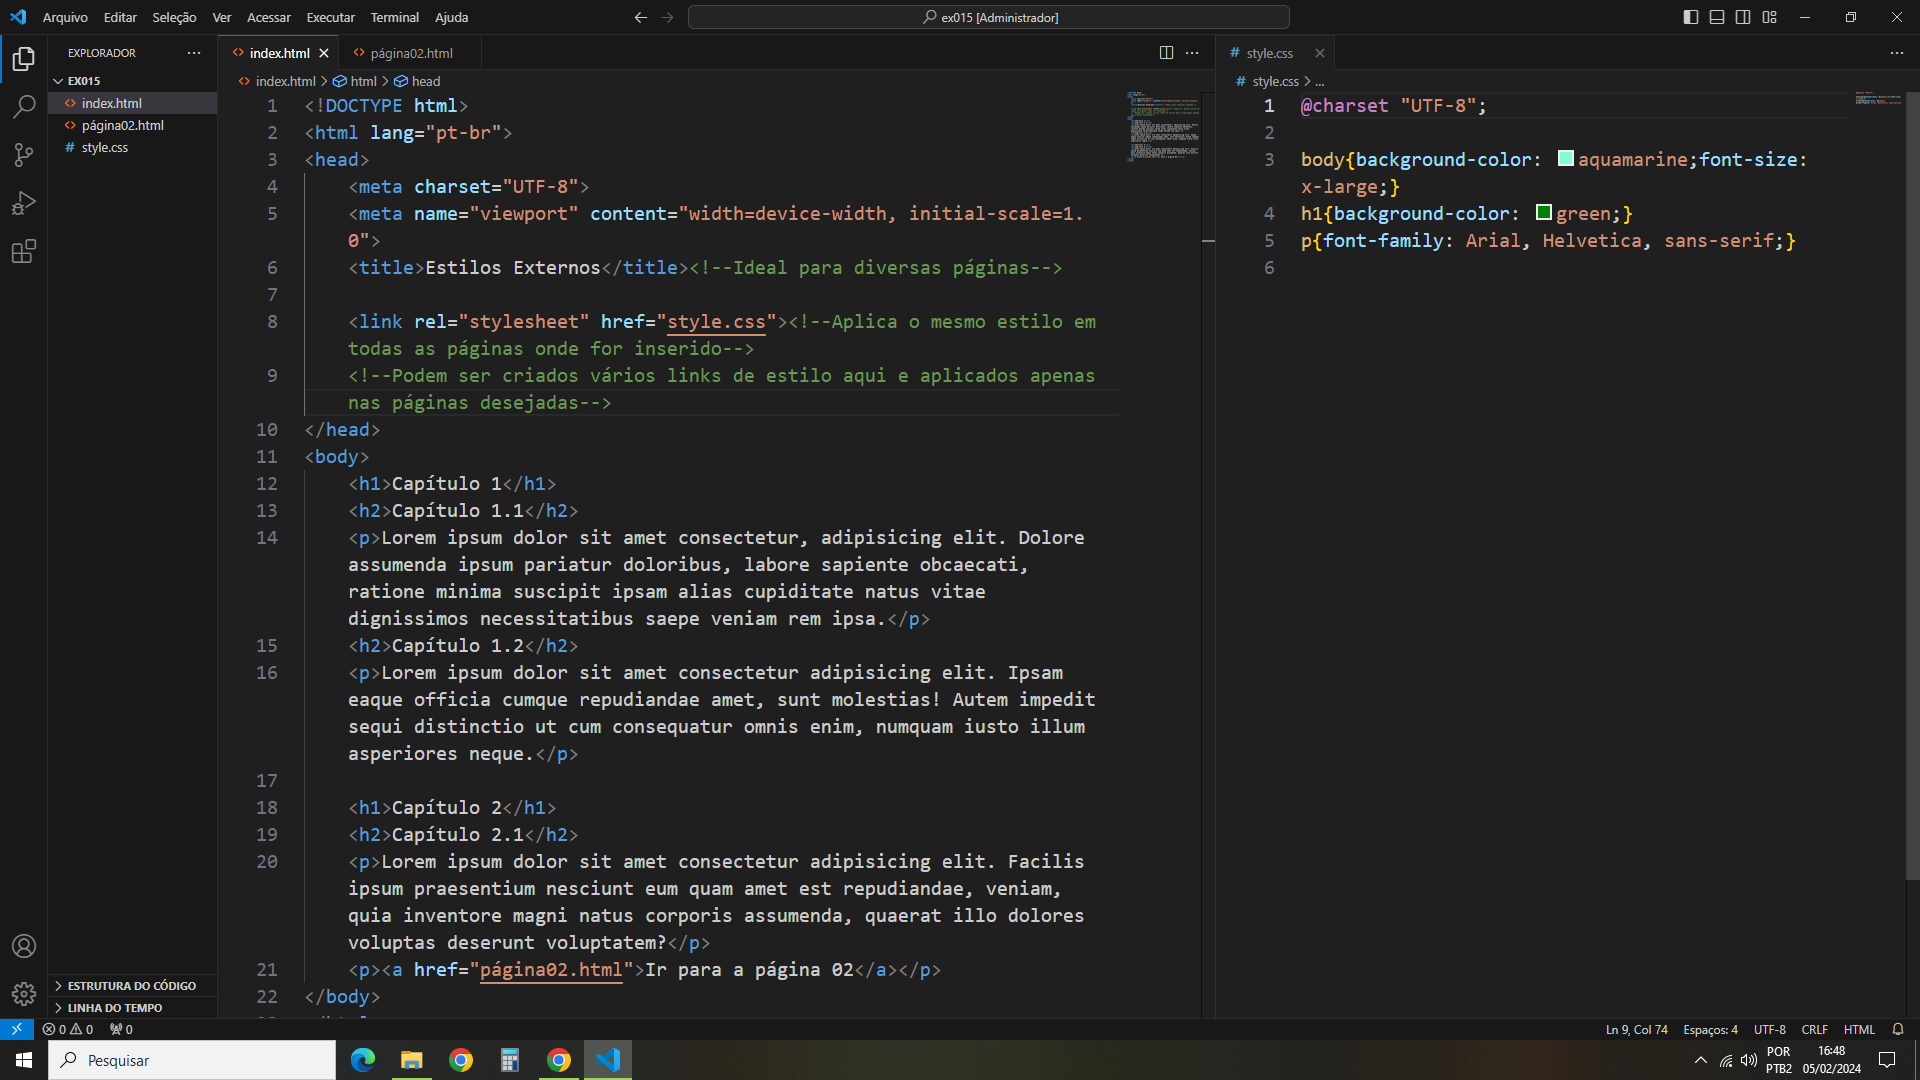 Arquivo Editar Seleção Ver Acessar Executar Terminal Ajuda
ex015 [Administrador]
EXPLORADOR
EX015
index.html
página02.html
style.css
ESTRUTURA DO CÓDIGO
LINHA DO TEMPO
index.html página02.html
index.html > html > head
1 <!DOCTYPE html>
2 <html lang="pt-br">
3 <head>
4 <meta charset="UTF-8">
5 <meta name="viewport" content="width=device-width, initial-scale=1.
0">
6 <title>Estilos Externos</title><!--Ideal para diversas páginas-->
7
8 <link rel="stylesheet" href="style.css"><!--Aplica o mesmo estilo em
todas as páginas onde for inserido-->
9 <!--Podem ser criados vários links de estilo aqui e aplicados apenas
nas páginas desejadas-->
10 </head>
11 <body>
12 <h1>Capítulo 1</h1>
13 <h2>Capítulo 1.1</h2>
14 <p>Lorem ipsum dolor sit amet consectetur, adipisicing elit. Dolore
assumenda ipsum pariatur doloribus, labore sapiente obcaecati,
ratione minima suscipit ipsam alias cupiditate natus vitae
dignissimos necessitatibus saepe veniam rem ipsa.</p>
15 <h2>Capítulo 1.2</h2>
16 <p>Lorem ipsum dolor sit amet consectetur adipisicing elit. Ipsam
eaque officia cumque repudiandae amet, sunt molestias! Autem impedit
sequi distinctio ut cum consequatur omnis enim, numquam iusto illum
asperiores neque.</p>
17
18 <h1>Capítulo 2</h1>
19 <h2>Capítulo 2.1</h2>
20 <p>Lorem ipsum dolor sit amet consectetur adipisicing elit. Facilis
ipsum praesentium nesciunt eum quam amet est repudiandae, veniam,
quia inventore magni natus corporis assumenda, quaerat illo dolores
voluptas deserunt voluptatem?</p>
21 <p><a href="página02.html">Ir para a página 02</a></p>
22 </body>
# style.css
# style.css > ...
1 @charset "UTF-8";
2
3 body{background-color: aquamarine;font-size:
x-large;}
4 h1{background-color: green;}
5 p{font-family: Arial, Helvetica, sans-serif;}
6
0 0 0
Ln 9, Col 74 Espaços: 4 UTF-8 CRLF HTML
Pesquisar
POR
PTB2
16:48
05/02/2024